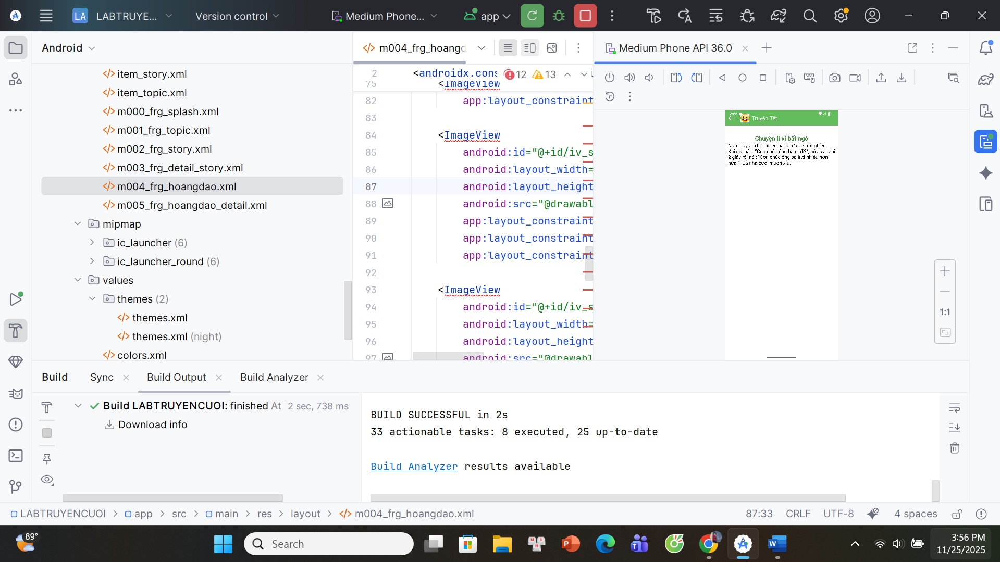 LA LABTRUYE... Version control Medium Phone... app
Android
item_story.xml
item_topic.xml
m000_frg_splash.xml
m001_frg_topic.xml
m002_frg_story.xml
m003_frg_detail_story.xml
m004_frg_hoangdao.xml
m005_frg_hoangdao_detail.xml
mipmap
ic_launcher (6)
ic_launcher_round (6)
values
themes (2)
themes.xml
themes.xml (night)
colors.xml
m004_frg_hoango
2 <androidx.cons 12 13
75 <ImageView
82 app:layout_constraint
83
84 <ImageView
85 android:id="@+id/iv_s
86 android:layout_width=
87 android:layout_height
88 android:src="@drawabl
89 app:layout_constraint
90 app:layout_constraint
91 app:layout_constraint
92
93 <ImageView
94 android:id="@+id/iv_s
95 android:layout_width=
96 android:layout_height
97 android:src="@drawabl
Medium Phone API 36.0
3:56
Truyện Tết
Chuyện lì xì bất ngờ
Năm nay em họ tôi lên ba, được lì xì rất nhiều.
Khi mẹ bảo: "Con chúc ông bà gì đi?", nó suy nghĩ
2 giây rồi nói: "Con chúc ông bà lì xì nhiều hơn
nữa!". Cả nhà cười muốn xỉu.
1:1
Build Sync Build Output Build Analyzer
Build LABTRUYENCUOI: finished At 2 sec, 738 ms
Download info
BUILD SUCCESSFUL in 2s
33 actionable tasks: 8 executed, 25 up-to-date
Build Analyzer results available
LABTRUYENCUOI > app > src > main > res > layout > m004_frg_hoangdao.xml
87:33 CRLF UTF-8 4 spaces
89°
Search
3:56 PM
11/25/2025